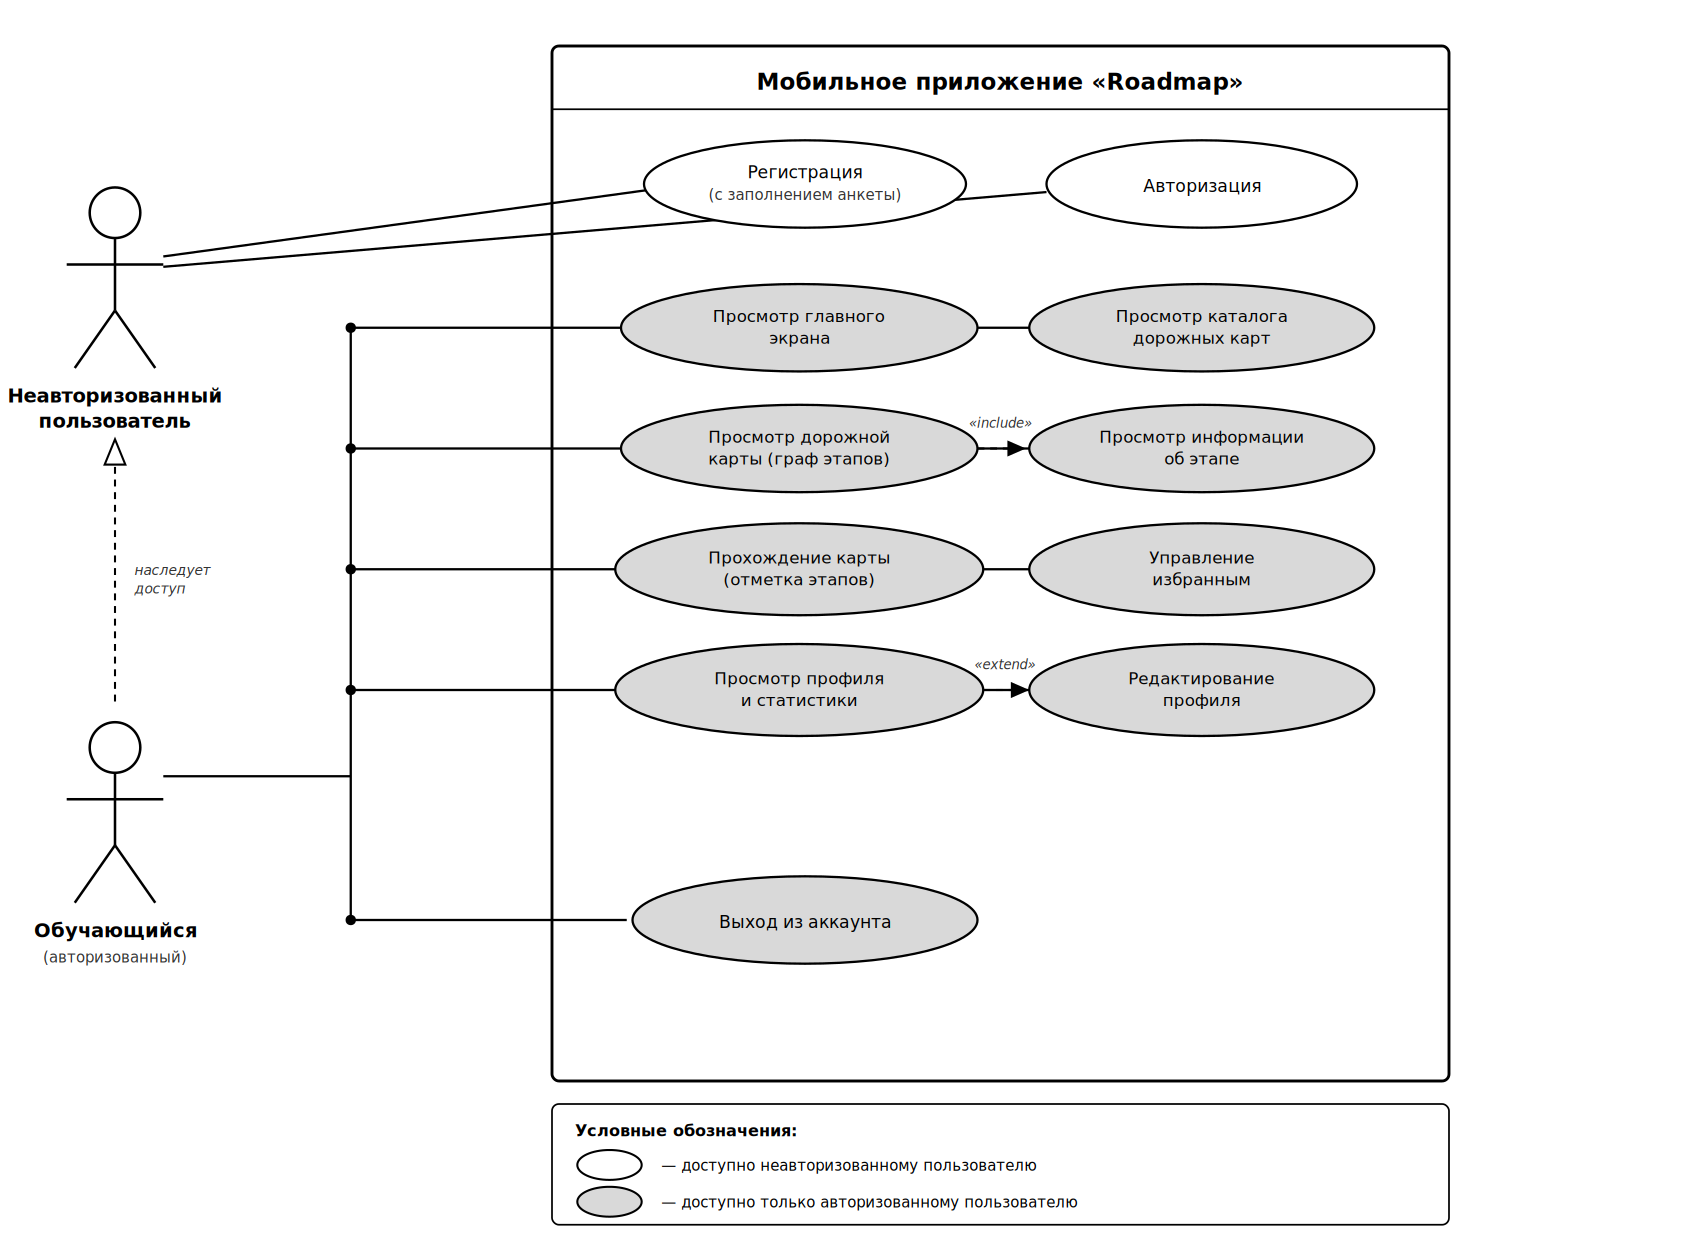 Мобильное приложение «Roadmap»
Регистрация
(с заполнением анкеты)
Авторизация
Просмотр главного
экрана
Просмотр каталога
дорожных карт
Неавторизованный
пользователь
Просмотр дорожной
карты (граф этапов)
«include»
Просмотр информации
об этапе
наследует
доступ
Прохождение карты
(отметка этапов)
Управление
избранным
Просмотр профиля
и статистики
«extend»
Редактирование
профиля
Обучающийся
(авторизованный)
Выход из аккаунта
Условные обозначения:
— доступно неавторизованному пользователю
— доступно только авторизованному пользователю